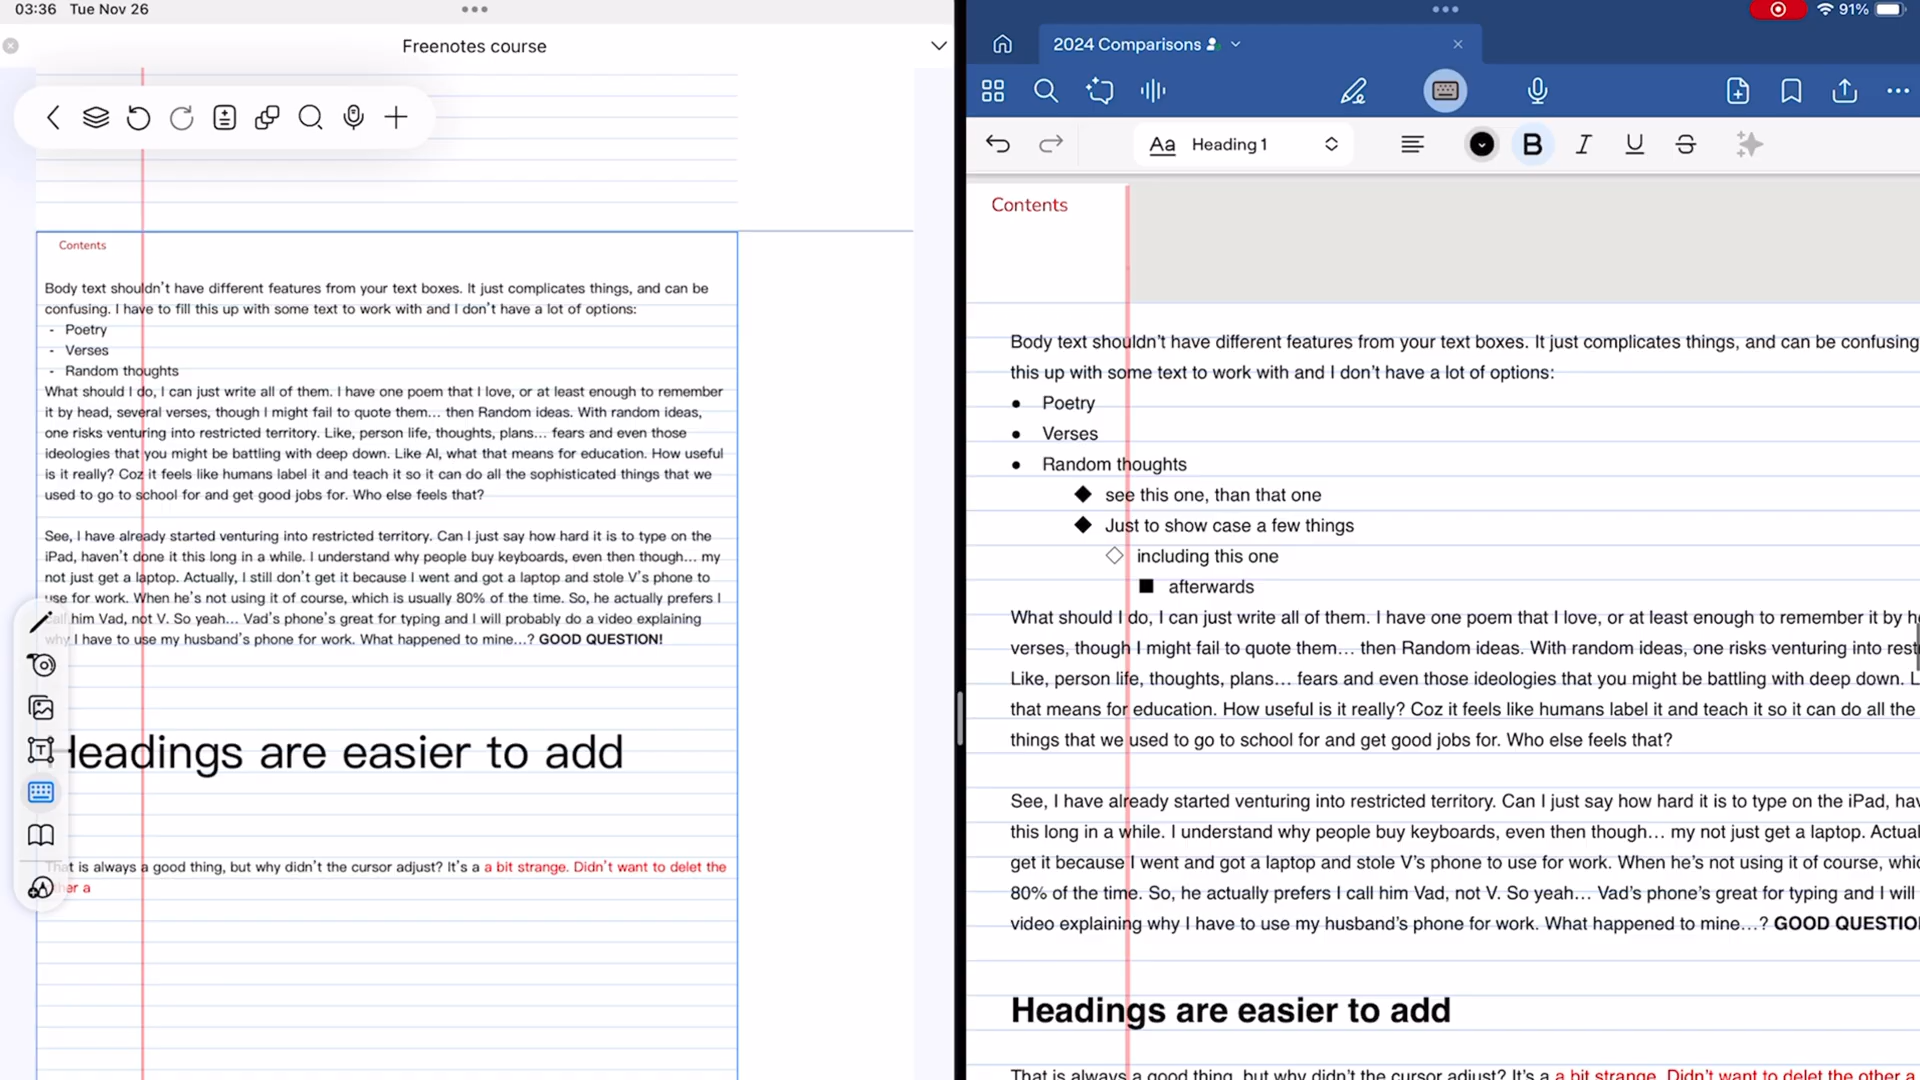 03:36 Tue Nov 26
Freenotes course
Contents
Body text shouldn't have different features from your text boxes. It just complicates things, and can be
confusing. I have to fill this up with some text to work with and I don't have a lot of options:
- Poetry
- Verses
- Random thoughts
What should I do, I can just write all of them. I have one poem that I love, or at least enough to remember
it by head, several verses, though I might fail to quote them... then Random ideas. With random ideas,
one risks venturing into restricted territory. Like, person life, thoughts, plans... fears and even those
ideologies that you might be battling with deep down. Like AI, what that means for education. How useful
is it really? Coz it feels like humans label it and teach it so it can do all the sophisticated things that we
used to go to school for and get good jobs for. Who else feels that?
See, I have already started venturing into restricted territory. Can I just say how hard it is to type on the
iPad, haven't done it this long in a while. I understand why people buy keyboards, even then though... my
not just get a laptop. Actually, I still don't get it because I went and got a laptop and stole V's phone to
use for work. When he's not using it of course, which is usually 80% of the time. So, he actually prefers I
call him Vad, not V. So yeah... Vad's phone's great for typing and I will probably do a video explaining
why I have to use my husband's phone for work. What happened to mine...? GOOD QUESTION!
Headings are easier to add
That is always a good thing, but why didn't the cursor adjust? It's a a bit strange. Didn't want to delet the
other a
91%
2024 Comparisons
Aa Heading 1
B I U S
Contents
Body text shouldn't have different features from your text boxes. It just complicates things, and can be confusing
this up with some text to work with and I don't have a lot of options:
● Poetry
● Verses
● Random thoughts
◆ see this one, than that one
◆ Just to show case a few things
◇ including this one
■ afterwards
What should I do, I can just write all of them. I have one poem that I love, or at least enough to remember it by h
verses, though I might fail to quote them... then Random ideas. With random ideas, one risks venturing into rest
Like, person life, thoughts, plans... fears and even those ideologies that you might be battling with deep down. L
that means for education. How useful is it really? Coz it feels like humans label it and teach it so it can do all the
things that we used to go to school for and get good jobs for. Who else feels that?
See, I have already started venturing into restricted territory. Can I just say how hard it is to type on the iPad, hav
this long in a while. I understand why people buy keyboards, even then though... my not just get a laptop. Actual
get it because I went and got a laptop and stole V's phone to use for work. When he's not using it of course, whic
80% of the time. So, he actually prefers I call him Vad, not V. So yeah... Vad's phone's great for typing and I will
video explaining why I have to use my husband's phone for work. What happened to mine...? GOOD QUESTIO
Headings are easier to add
That is always a good thing, but why didn't the cursor adjust? It's a a bit strange. Didn't want to delet the other a